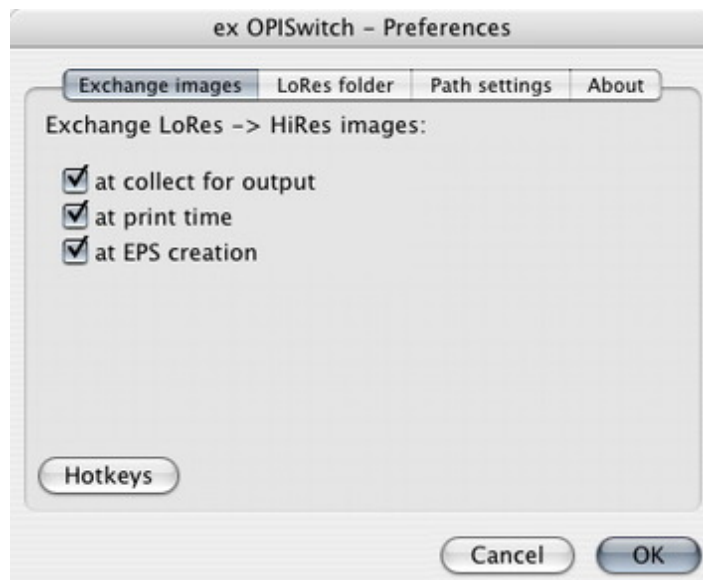 ex OPISwitch – Preferences
Exchange images LoRes folder Path settings About
Exchange LoRes -> HiRes images:
at collect for output
at print time
at EPS creation
Hotkeys
Cancel OK